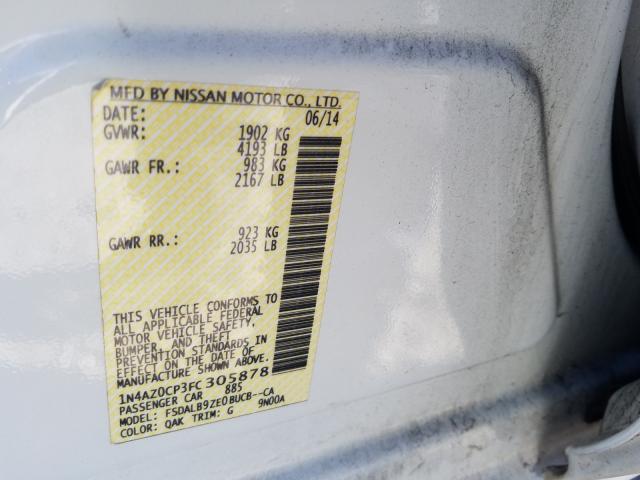 MFD BY NISSAN MOTOR CO., LTD.
DATE: 06/14
GVWR: 1902 KG
4193 LB
GAWR FR.: 983 KG
2167 LB
GAWR RR.: 923 KG
2035 LB
THIS VEHICLE CONFORMS TO
ALL APPLICABLE FEDERAL
MOTOR VEHICLE SAFETY,
BUMPER, AND THEFT
PREVENTION STANDARDS IN
EFFECT ON THE DATE OF
MANUFACTURE SHOWN ABOVE.
1N4AZ0CP3FC305878
PASSENGER CAR 885
MODEL: FSDALB9ZE0BUCB--CA
COLOR: QAK TRIM: G 9N00A